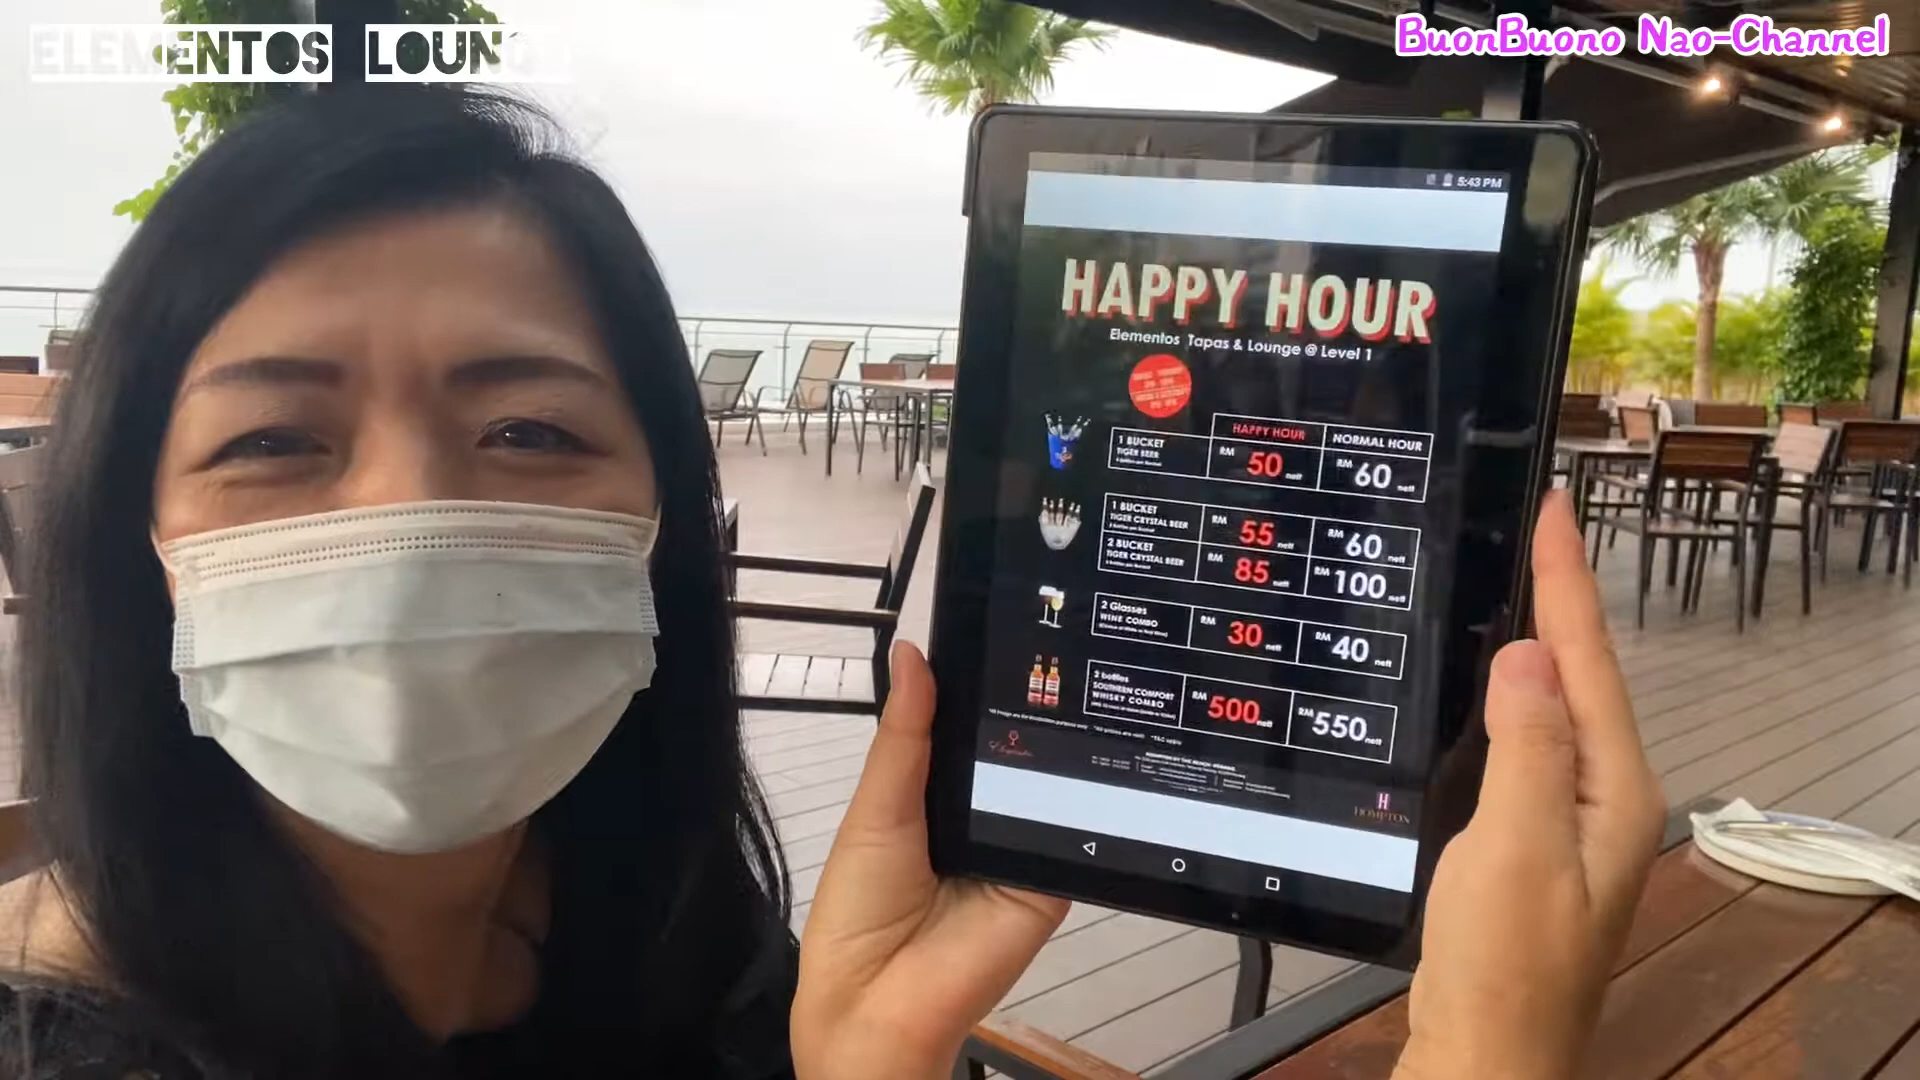 ELEMENTOS LOUN
BuonBuono Nao-Channel
5:43 PM
HAPPY HOUR
Elementos Tapas & Lounge @ Level 1
HAPPY HOUR NORMAL HOUR
1 BUCKET
TIGER BEER
RM 50 nett RM 60 nett
1 BUCKET
TIGER CRYSTAL BEER
RM 55 nett RM 60 nett
2 BUCKET
TIGER CRYSTAL BEER
RM 85 nett RM 100 nett
2 Glasses
WINE COMBO
RM 30 nett RM 40 nett
2 bottles
SOUTHERN COMFORT
WHISKY COMBO
RM 500 nett RM 550 nett
HOMPTON